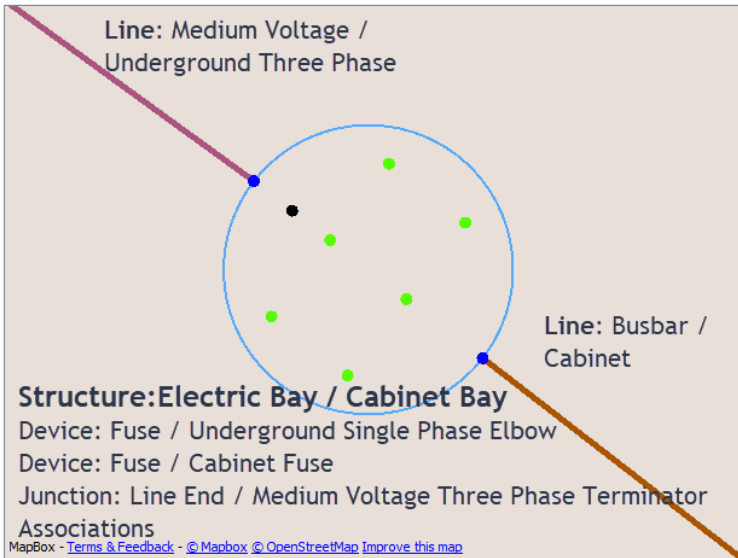 Line: Medium Voltage /
Underground Three Phase
Line: Busbar /
Cabinet
Structure:Electric Bay / Cabinet Bay
Device: Fuse / Underground Single Phase Elbow
Device: Fuse / Cabinet Fuse
Junction: Line End / Medium Voltage Three Phase Terminator
Associations
MapBox - Terms & Feedback - © Mapbox © OpenStreetMap Improve this map